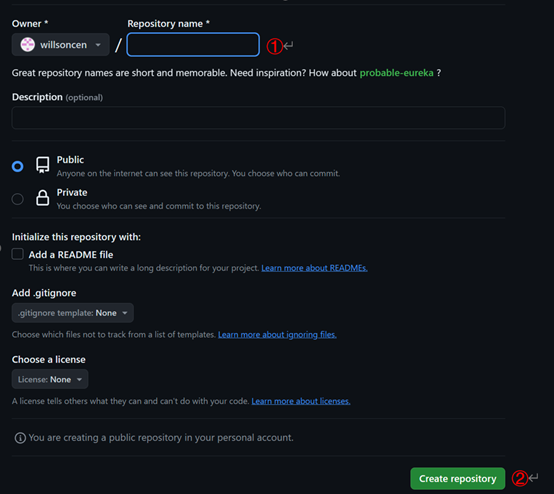 Owner * Repository name *
willsoncen / ①↵
Great repository names are short and memorable. Need inspiration? How about probable-eureka ?
Description (optional)
Public
Anyone on the internet can see this repository. You choose who can commit.
Private
You choose who can see and commit to this repository.
Initialize this repository with:
Add a README file
This is where you can write a long description for your project. Learn more about READMEs.
Add .gitignore
.gitignore template: None
Choose which files not to track from a list of templates. Learn more about ignoring files.
Choose a license
License: None
A license tells others what they can and can't do with your code. Learn more about licenses.
You are creating a public repository in your personal account.
Create repository ②↵